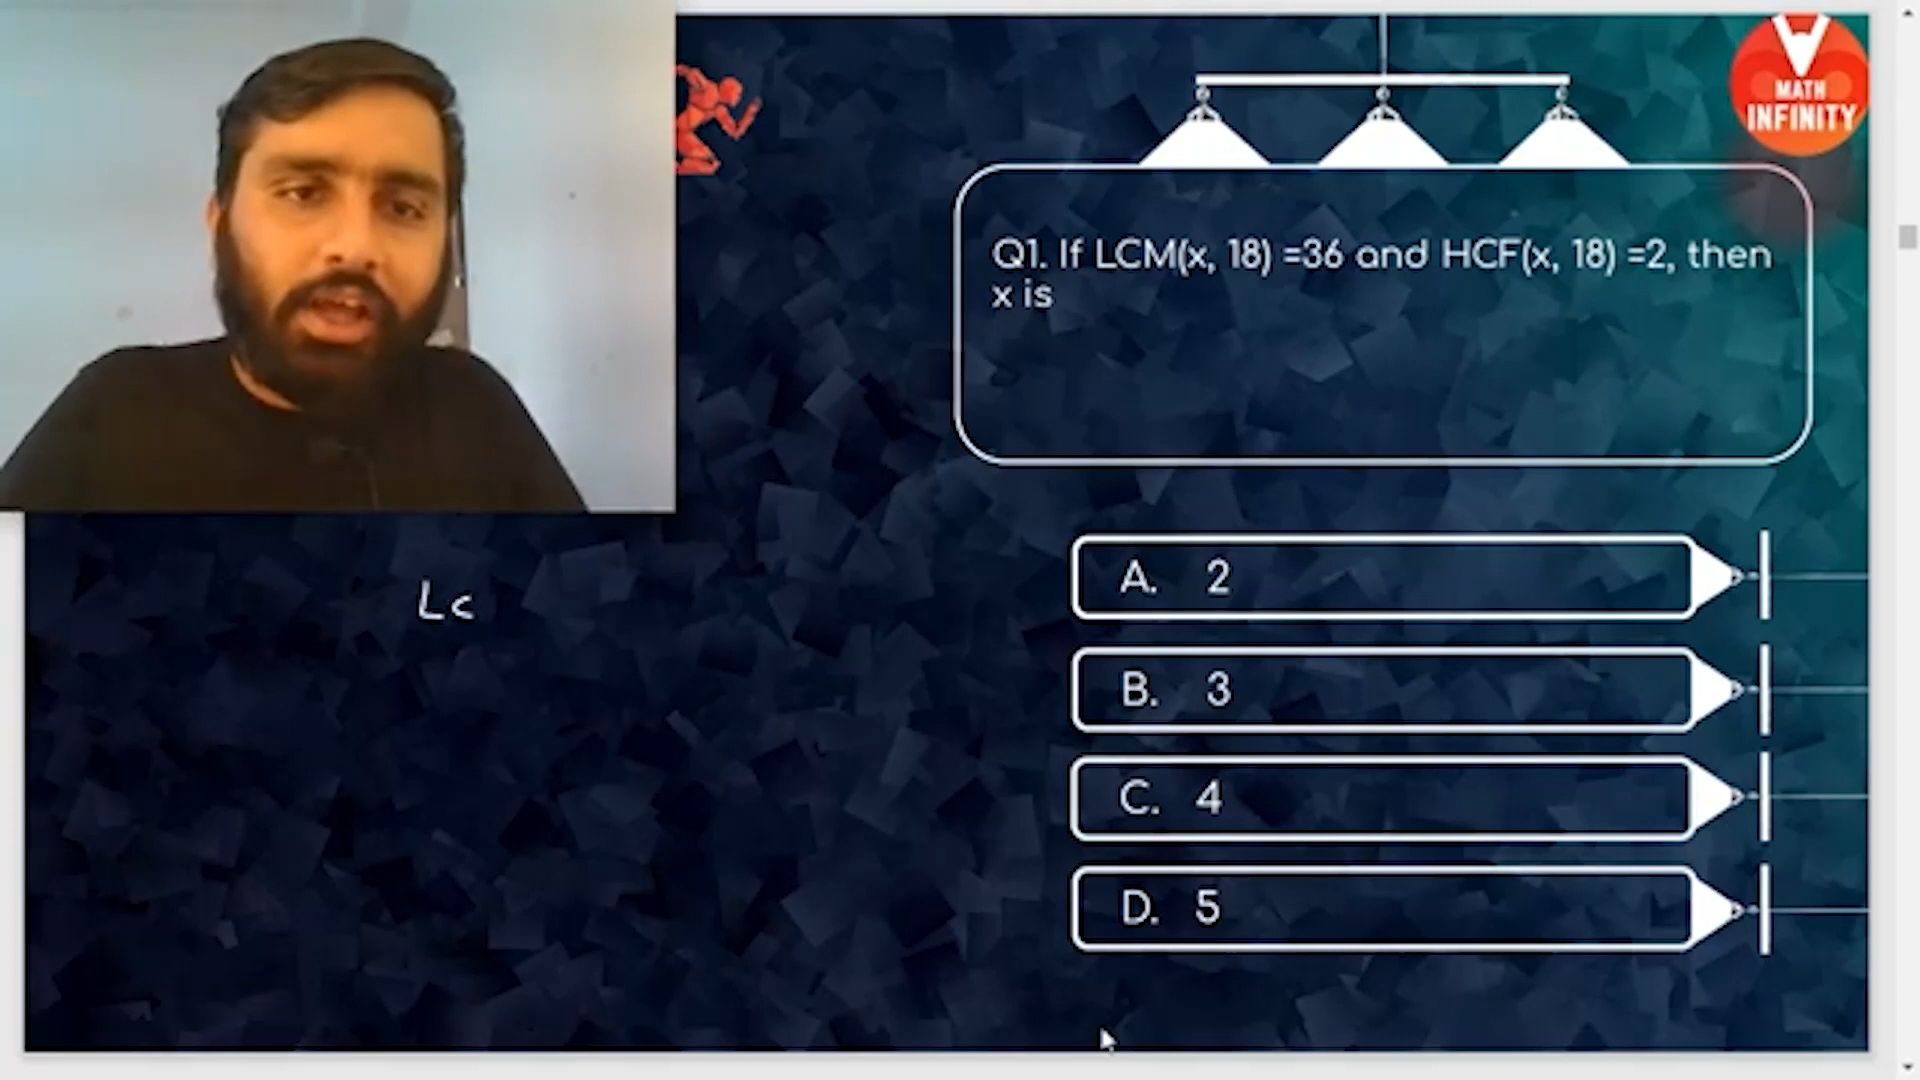 MATH
INFINITY
Q1. If LCM(x, 18) =36 and HCF(x, 18) =2, then
x is
Lc
A. 2
B. 3
C. 4
D. 5